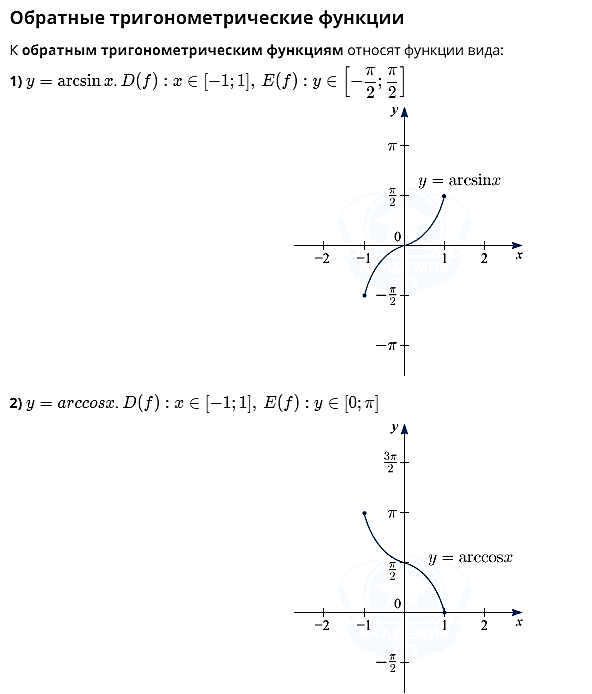 Обратные тригонометрические функции
К обратным тригонометрическим функциям относят функции вида:
1) y = arcsin x. D(f) : x ∈ [−1; 1], E(f) : y ∈ [−π/2; π/2]
y
π
y = arcsinx
π/2
0
−2 −1 1 2 x
−π/2
−π
2) y = arccosx. D(f) : x ∈ [−1; 1], E(f) : y ∈ [0; π]
y
3π/2
π
y = arccosx
π/2
0
−2 −1 1 2 x
АКАДЕМИЯ
−π/2